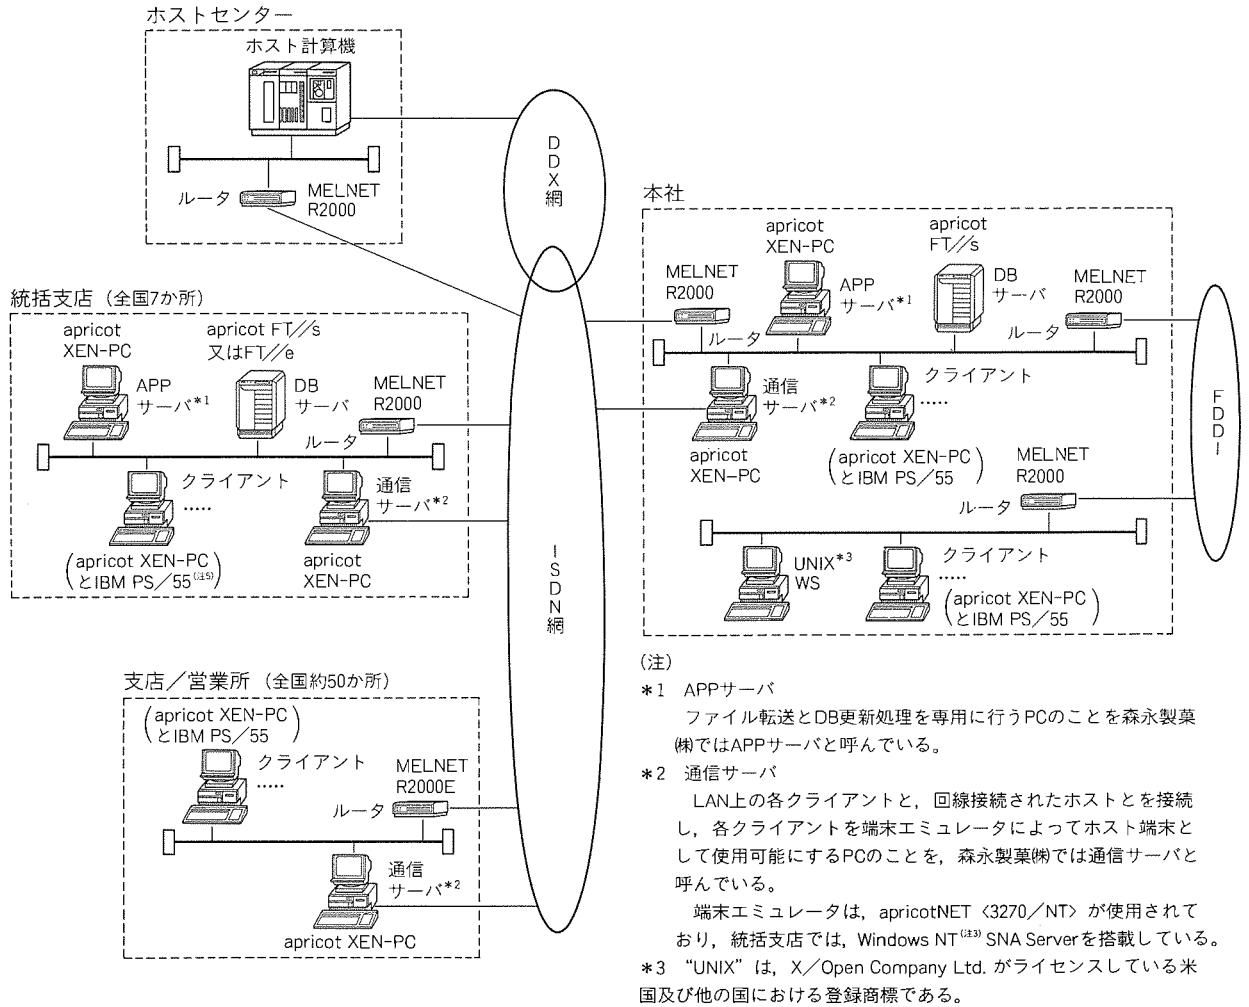 ホストセンター
ホスト計算機
ルータ
MELNET
R2000
DDX網
ISDN網
統括支店（全国7か所）
apricot
XEN-PC
APP
サーバ*1
apricot FT//s
又はFT//e
DB
サーバ
MELNET
R2000
ルータ
クライアント
.....
(apricot XEN-PC
とIBM PS/55(注5))
通信
サーバ*2
apricot
XEN-PC
支店／営業所（全国約50か所）
(apricot XEN-PC
とIBM PS/55)
クライアント
.....
MELNET
R2000E
ルータ
通信
サーバ*2
apricot XEN-PC
本社
MELNET
R2000
ルータ
apricot
XEN-PC
APP
サーバ*1
apricot
FT//s
DB
サーバ
MELNET
R2000
ルータ
通信
サーバ*2
apricot
XEN-PC
クライアント
.....
(apricot XEN-PC
とIBM PS/55)
MELNET
R2000
ルータ
UNIX*3
WS
クライアント
.....
(apricot XEN-PC
とIBM PS/55)
FDDI
(注)
*1　APPサーバ
ファイル転送とDB更新処理を専用に行うPCのことを森永製菓
㈱ではAPPサーバと呼んでいる。
*2　通信サーバ
LAN上の各クライアントと，回線接続されたホストとを接続
し，各クライアントを端末エミュレータによってホスト端末と
して使用可能にするPCのことを，森永製菓㈱では通信サーバと
呼んでいる。
端末エミュレータは，apricotNET〈3270／NT〉が使用されて
おり，統括支店では，Windows NT(注3) SNA Serverを搭載している。
*3　“UNIX”は，X／Open Company Ltd. がライセンスしている米
国及び他の国における登録商標である。